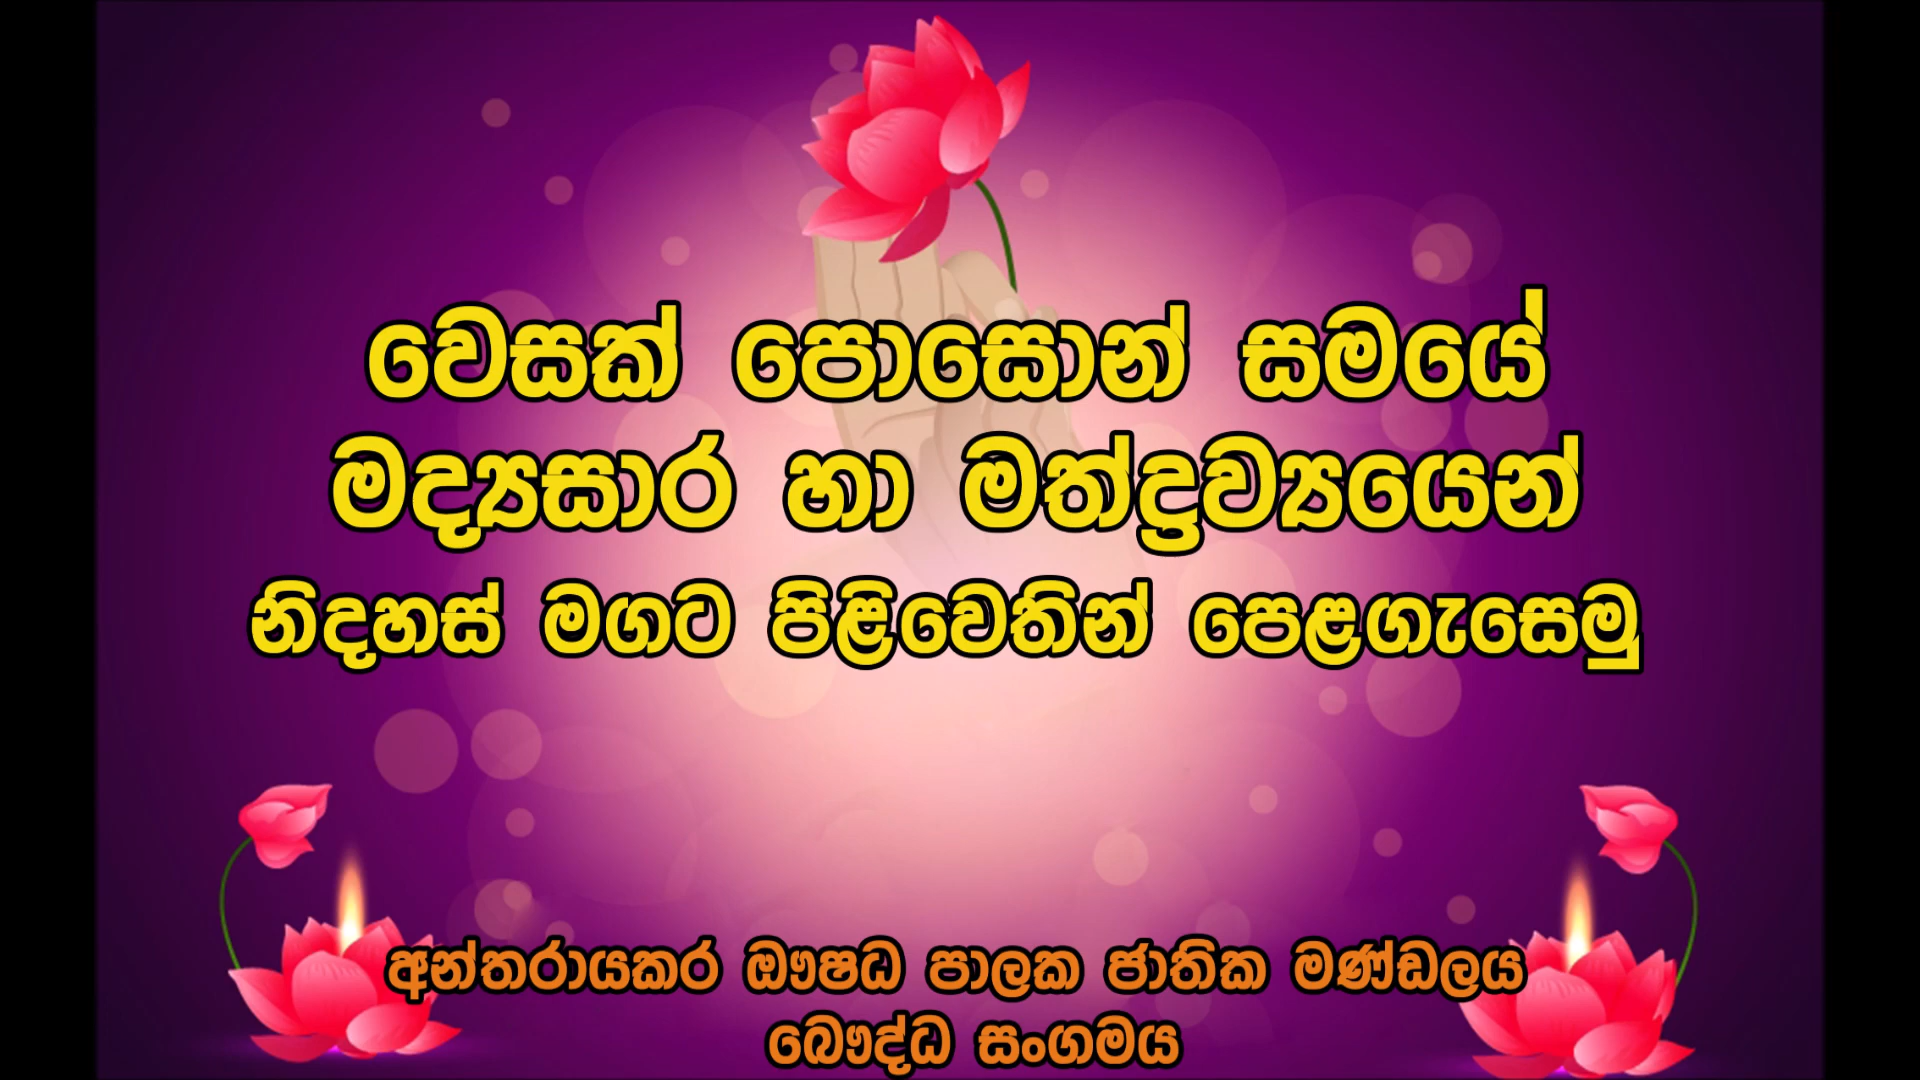 වෙසක් පොසොන් සමයේ
මද්‍යසාර හා මත්ද්‍රව්‍යයෙන්
නිදහස් මගට පිළිවෙතින් පෙළගැසෙමු
අන්තරායකර ඖෂධ පාලක ජාතික මණ්ඩලය
බෞද්ධ සංගමය